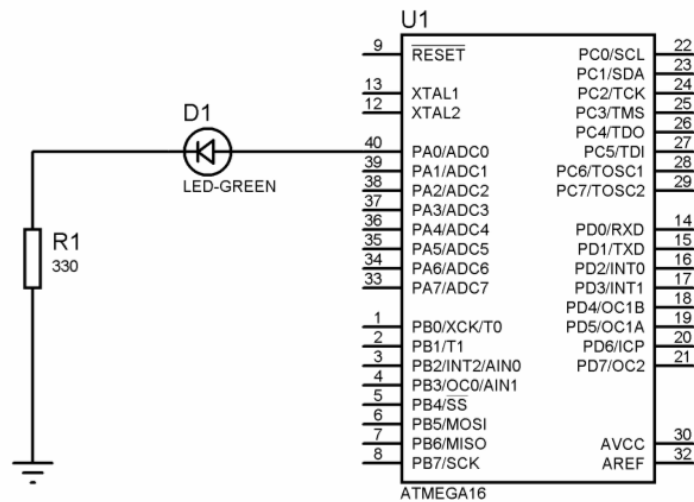 U1
9 RESET
13 XTAL1
12 XTAL2
40 PA0/ADC0
39 PA1/ADC1
38 PA2/ADC2
37 PA3/ADC3
36 PA4/ADC4
35 PA5/ADC5
34 PA6/ADC6
33 PA7/ADC7
1 PB0/XCK/T0
2 PB1/T1
3 PB2/INT2/AIN0
4 PB3/OC0/AIN1
5 PB4/SS
6 PB5/MOSI
7 PB6/MISO
8 PB7/SCK
PC0/SCL 22
PC1/SDA 23
PC2/TCK 24
PC3/TMS 25
PC4/TDO 26
PC5/TDI 27
PC6/TOSC1 28
PC7/TOSC2 29
PD0/RXD 14
PD1/TXD 15
PD2/INT0 16
PD3/INT1 17
PD4/OC1B 18
PD5/OC1A 19
PD6/ICP 20
PD7/OC2 21
AVCC 30
AREF 32
ATMEGA16
D1
LED-GREEN
R1
330